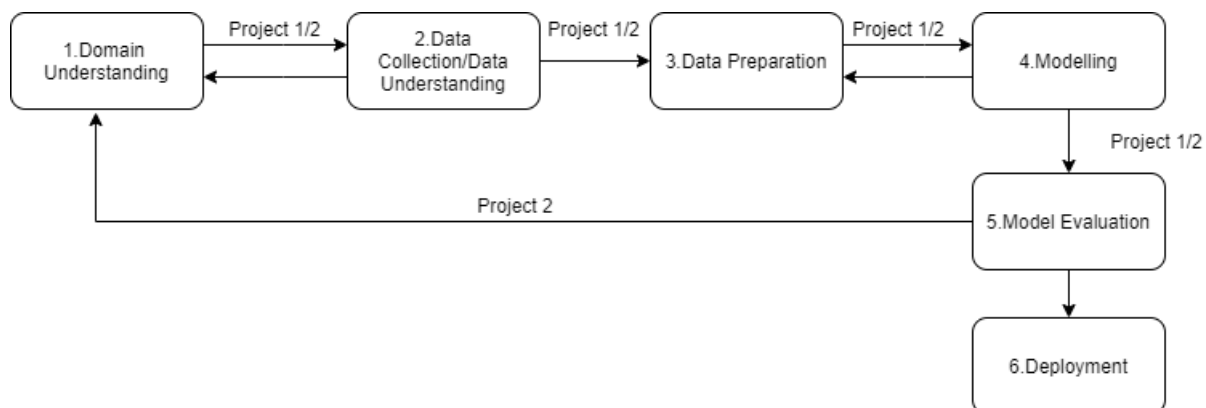 Project 1/2
Project 1/2
Project 1/2
1.Domain
Understanding
2.Data
Collection/Data
Understanding
3.Data Preparation
4.Modelling
Project 1/2
Project 2
5.Model Evaluation
6.Deployment